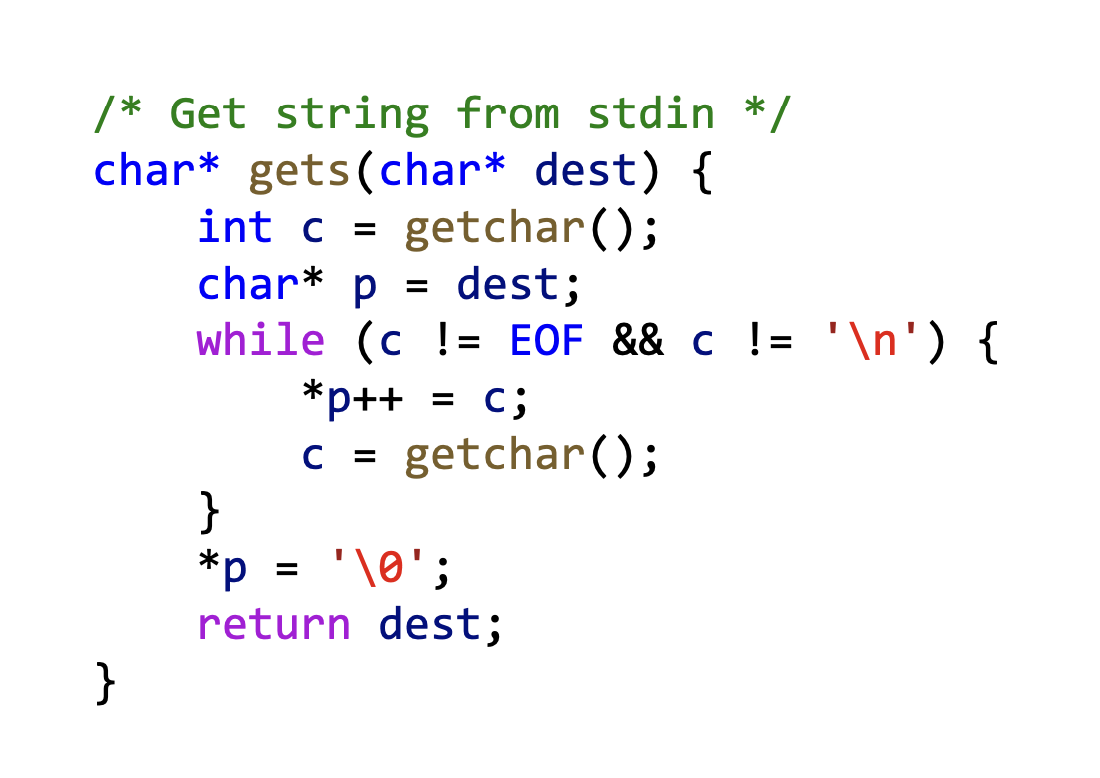 /* Get string from stdin */
char* gets(char* dest) {
    int c = getchar();
    char* p = dest;
    while (c != EOF && c != '\n') {
        *p++ = c;
        c = getchar();
    }
    *p = '\0';
    return dest;
}